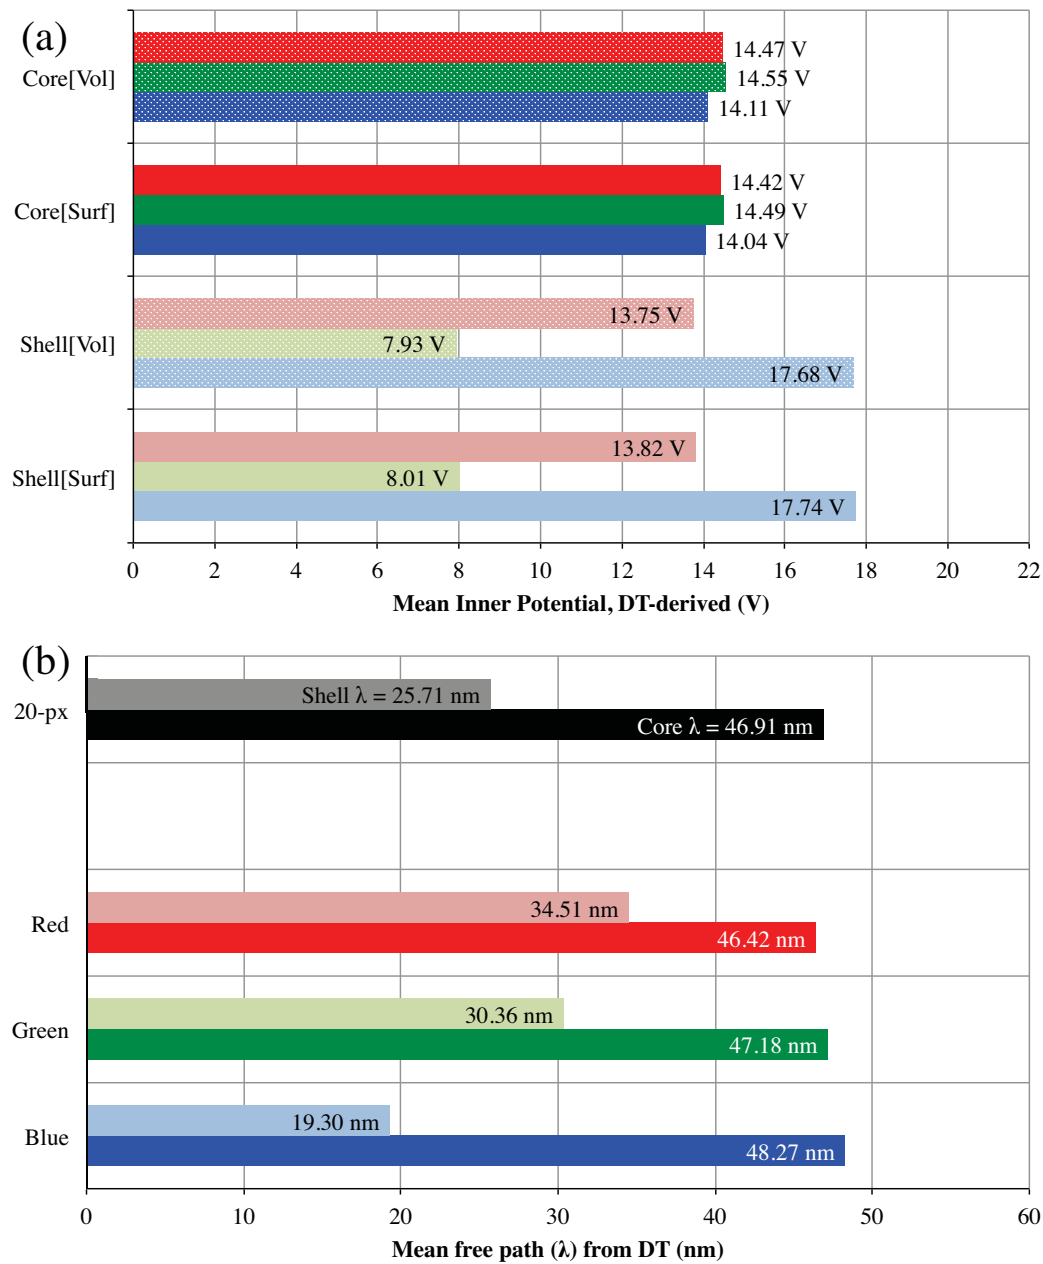 (a)
Core[Vol]
14.47 V
14.55 V
14.11 V
Core[Surf]
14.42 V
14.49 V
14.04 V
Shell[Vol]
13.75 V
7.93 V
17.68 V
Shell[Surf]
13.82 V
8.01 V
17.74 V
0 2 4 6 8 10 12 14 16 18 20 22
Mean Inner Potential, DT-derived (V)
(b)
20-px
Shell λ = 25.71 nm
Core λ = 46.91 nm
Red
34.51 nm
46.42 nm
Green
30.36 nm
47.18 nm
Blue
19.30 nm
48.27 nm
0 10 20 30 40 50 60
Mean free path (λ) from DT (nm)